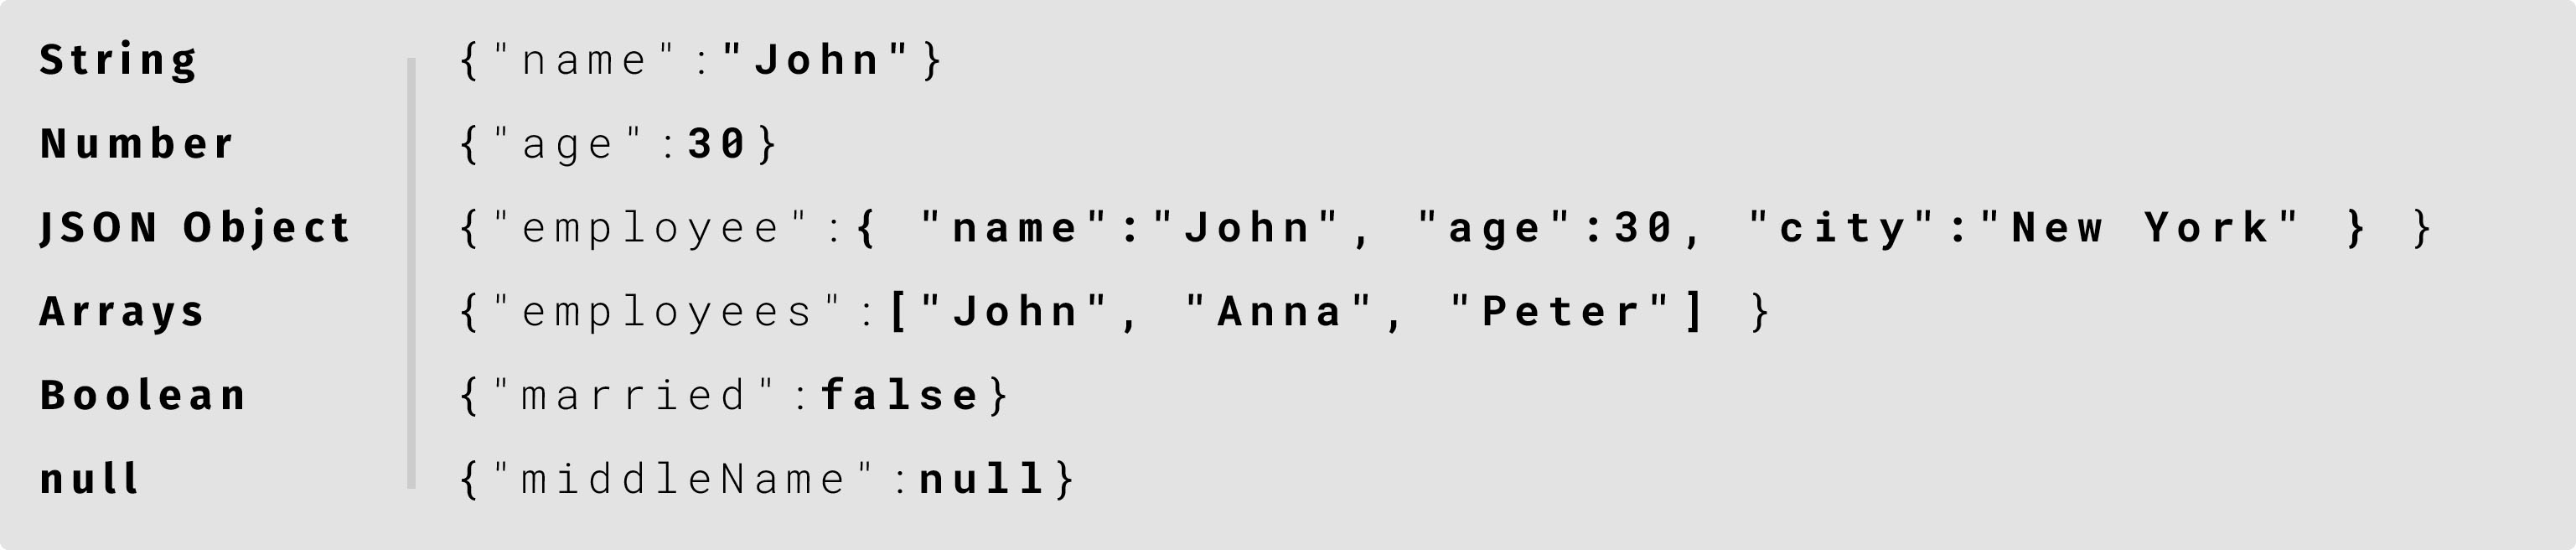 String {"name":"John"}
Number {"age":30}
JSON Object {"employee":{ "name":"John", "age":30, "city":"New York" } }
Arrays {"employees":["John", "Anna", "Peter"] }
Boolean {"married":false}
null {"middleName":null}